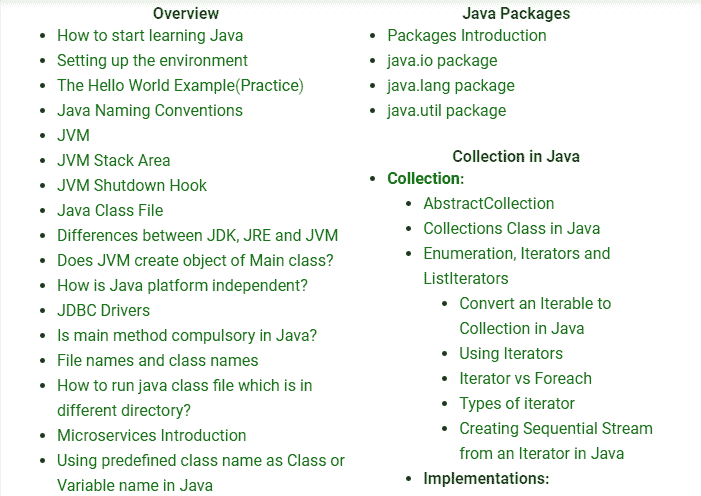 Overview
How to start learning Java
Setting up the environment
The Hello World Example(Practice)
Java Naming Conventions
JVM
JVM Stack Area
JVM Shutdown Hook
Java Class File
Differences between JDK, JRE and JVM
Does JVM create object of Main class?
How is Java platform independent?
JDBC Drivers
Is main method compulsory in Java?
File names and class names
How to run java class file which is in
different directory?
Microservices Introduction
Using predefined class name as Class or
Variable name in Java
Java Packages
Packages Introduction
java.io package
java.lang package
java.util package
Collection in Java
Collection:
AbstractCollection
Collections Class in Java
Enumeration, Iterators and
ListIterators
Convert an Iterable to
Collection in Java
Using Iterators
Iterator vs Foreach
Types of iterator
Creating Sequential Stream
from an Iterator in Java
Implementations: